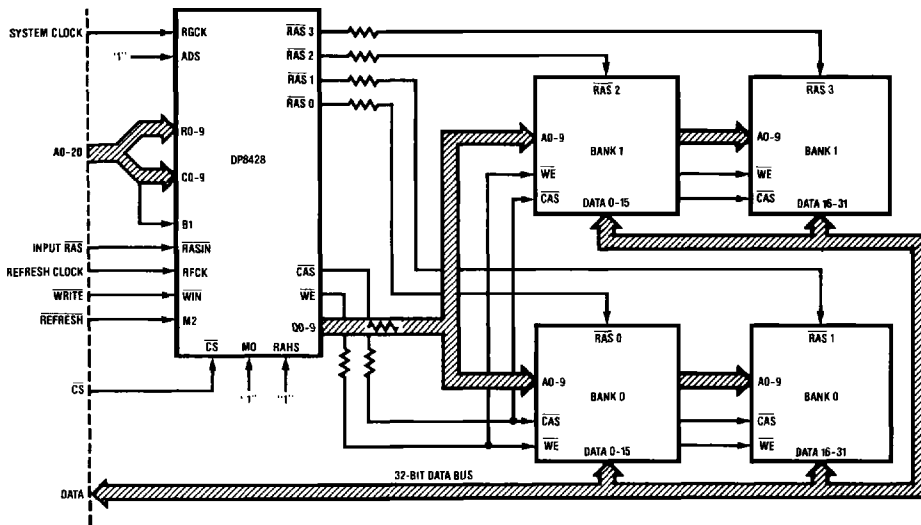 SYSTEM CLOCK
"1"
A0-20
INPUT RAS
REFRESH CLOCK
WRITE
REFRESH
CS
DATA
RGCK
ADS
R0-9
C0-9
B1
RASIN
RFCK
WIN
M2
DP8428
RAS 3
RAS 2
RAS 1
RAS 0
CAS
WE
Q0-9
CS MO RAHS
"1" "1"
RAS 2
A0-9
BANK 1
WE
CAS
DATA 0-15
RAS 3
A0-9
BANK 1
WE
CAS
DATA 16-31
RAS 0
A0-9
BANK 0
CAS
WE
DATA 0-15
RAS 1
A0-9
BANK 0
CAS
WE
DATA 16-31
32-BIT DATA BUS